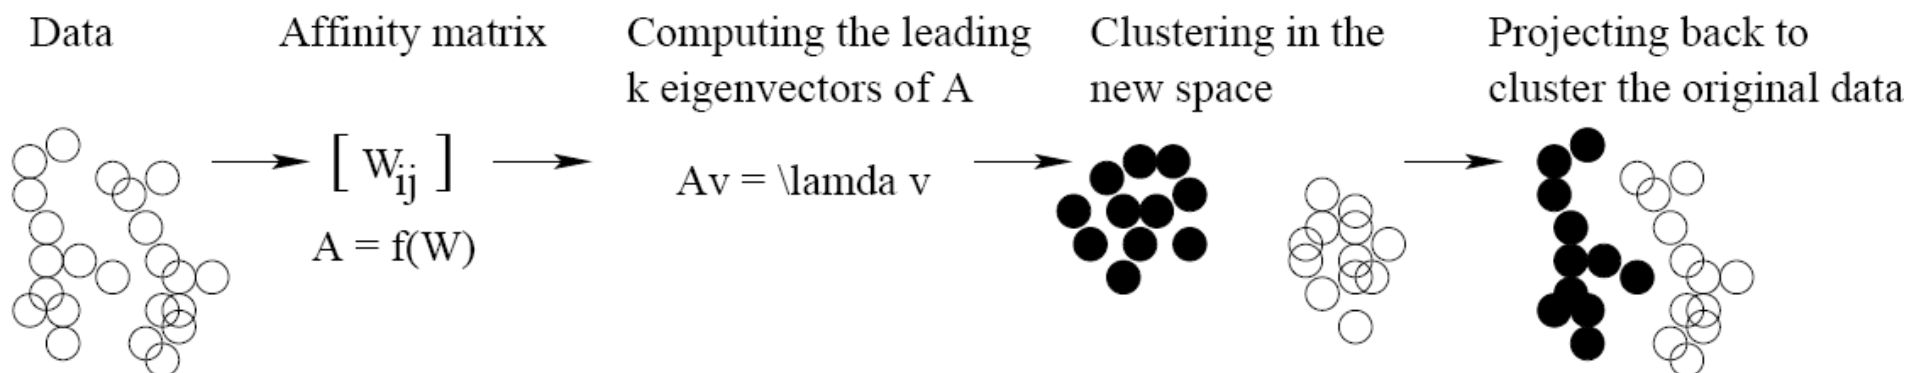 Data
Affinity matrix
[ Wij ]
A = f(W)
Computing the leading
k eigenvectors of A
Av = \lamda v
Clustering in the
new space
Projecting back to
cluster the original data